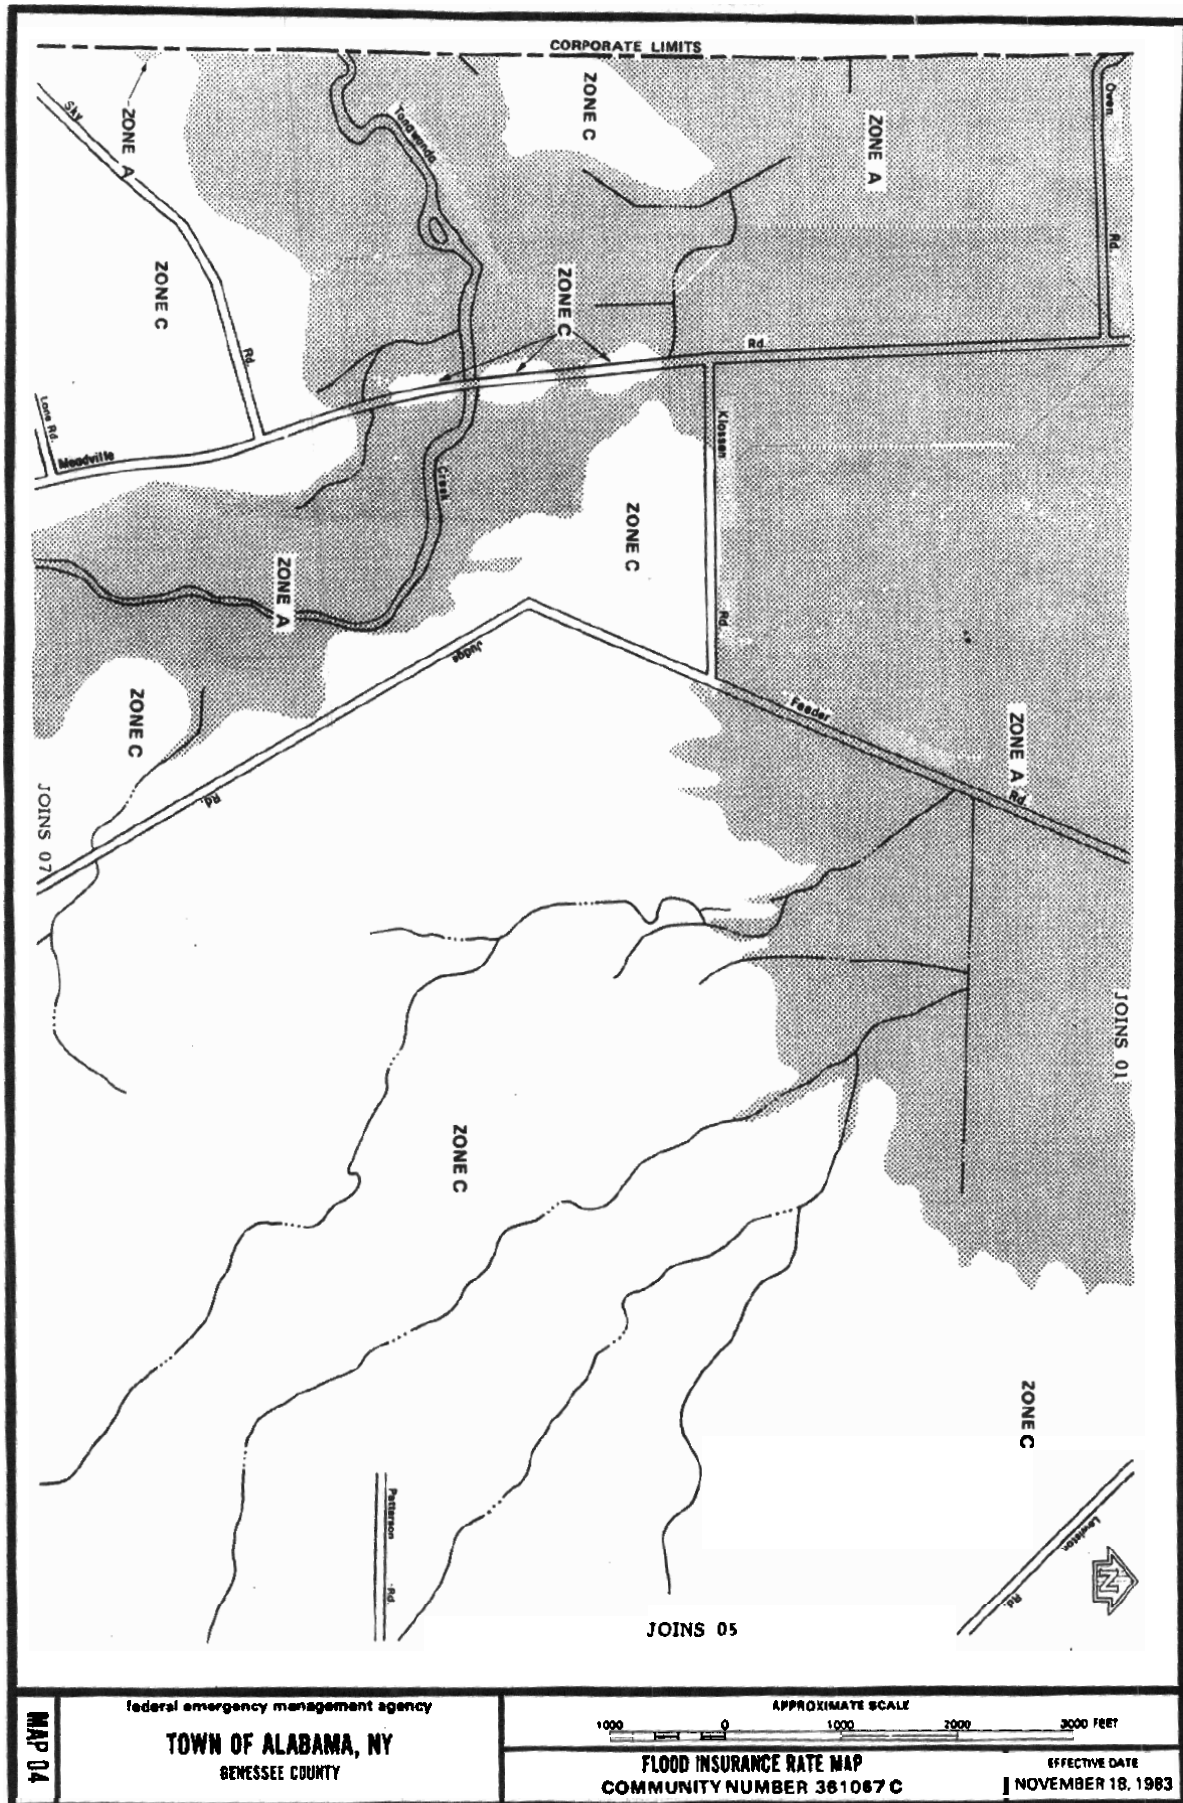 CORPORATE LIMITS
Sky
ZONE A
Tonawanda
ZONE C
ZONE A
Owen
Rd.
ZONE C
ZONE C
Rd.
Rd.
Lone Rd.
Meadville
Creek
Klossen
ZONE C
ZONE A
Rd.
Judge
ZONE C
Feeder
ZONE A
Rd.
Rd.
JOINS 07
JOINS 01
ZONE C
ZONE C
Patterson
Rd.
Lewiston
Rd.
N
JOINS 05
MAP 04
federal emergency management agency
TOWN OF ALABAMA, NY
GENESSEE COUNTY
APPROXIMATE SCALE
1000 0 1000 2000 3000 FEET
FLOOD INSURANCE RATE MAP
COMMUNITY NUMBER 361067 C
EFFECTIVE DATE
NOVEMBER 18, 1983